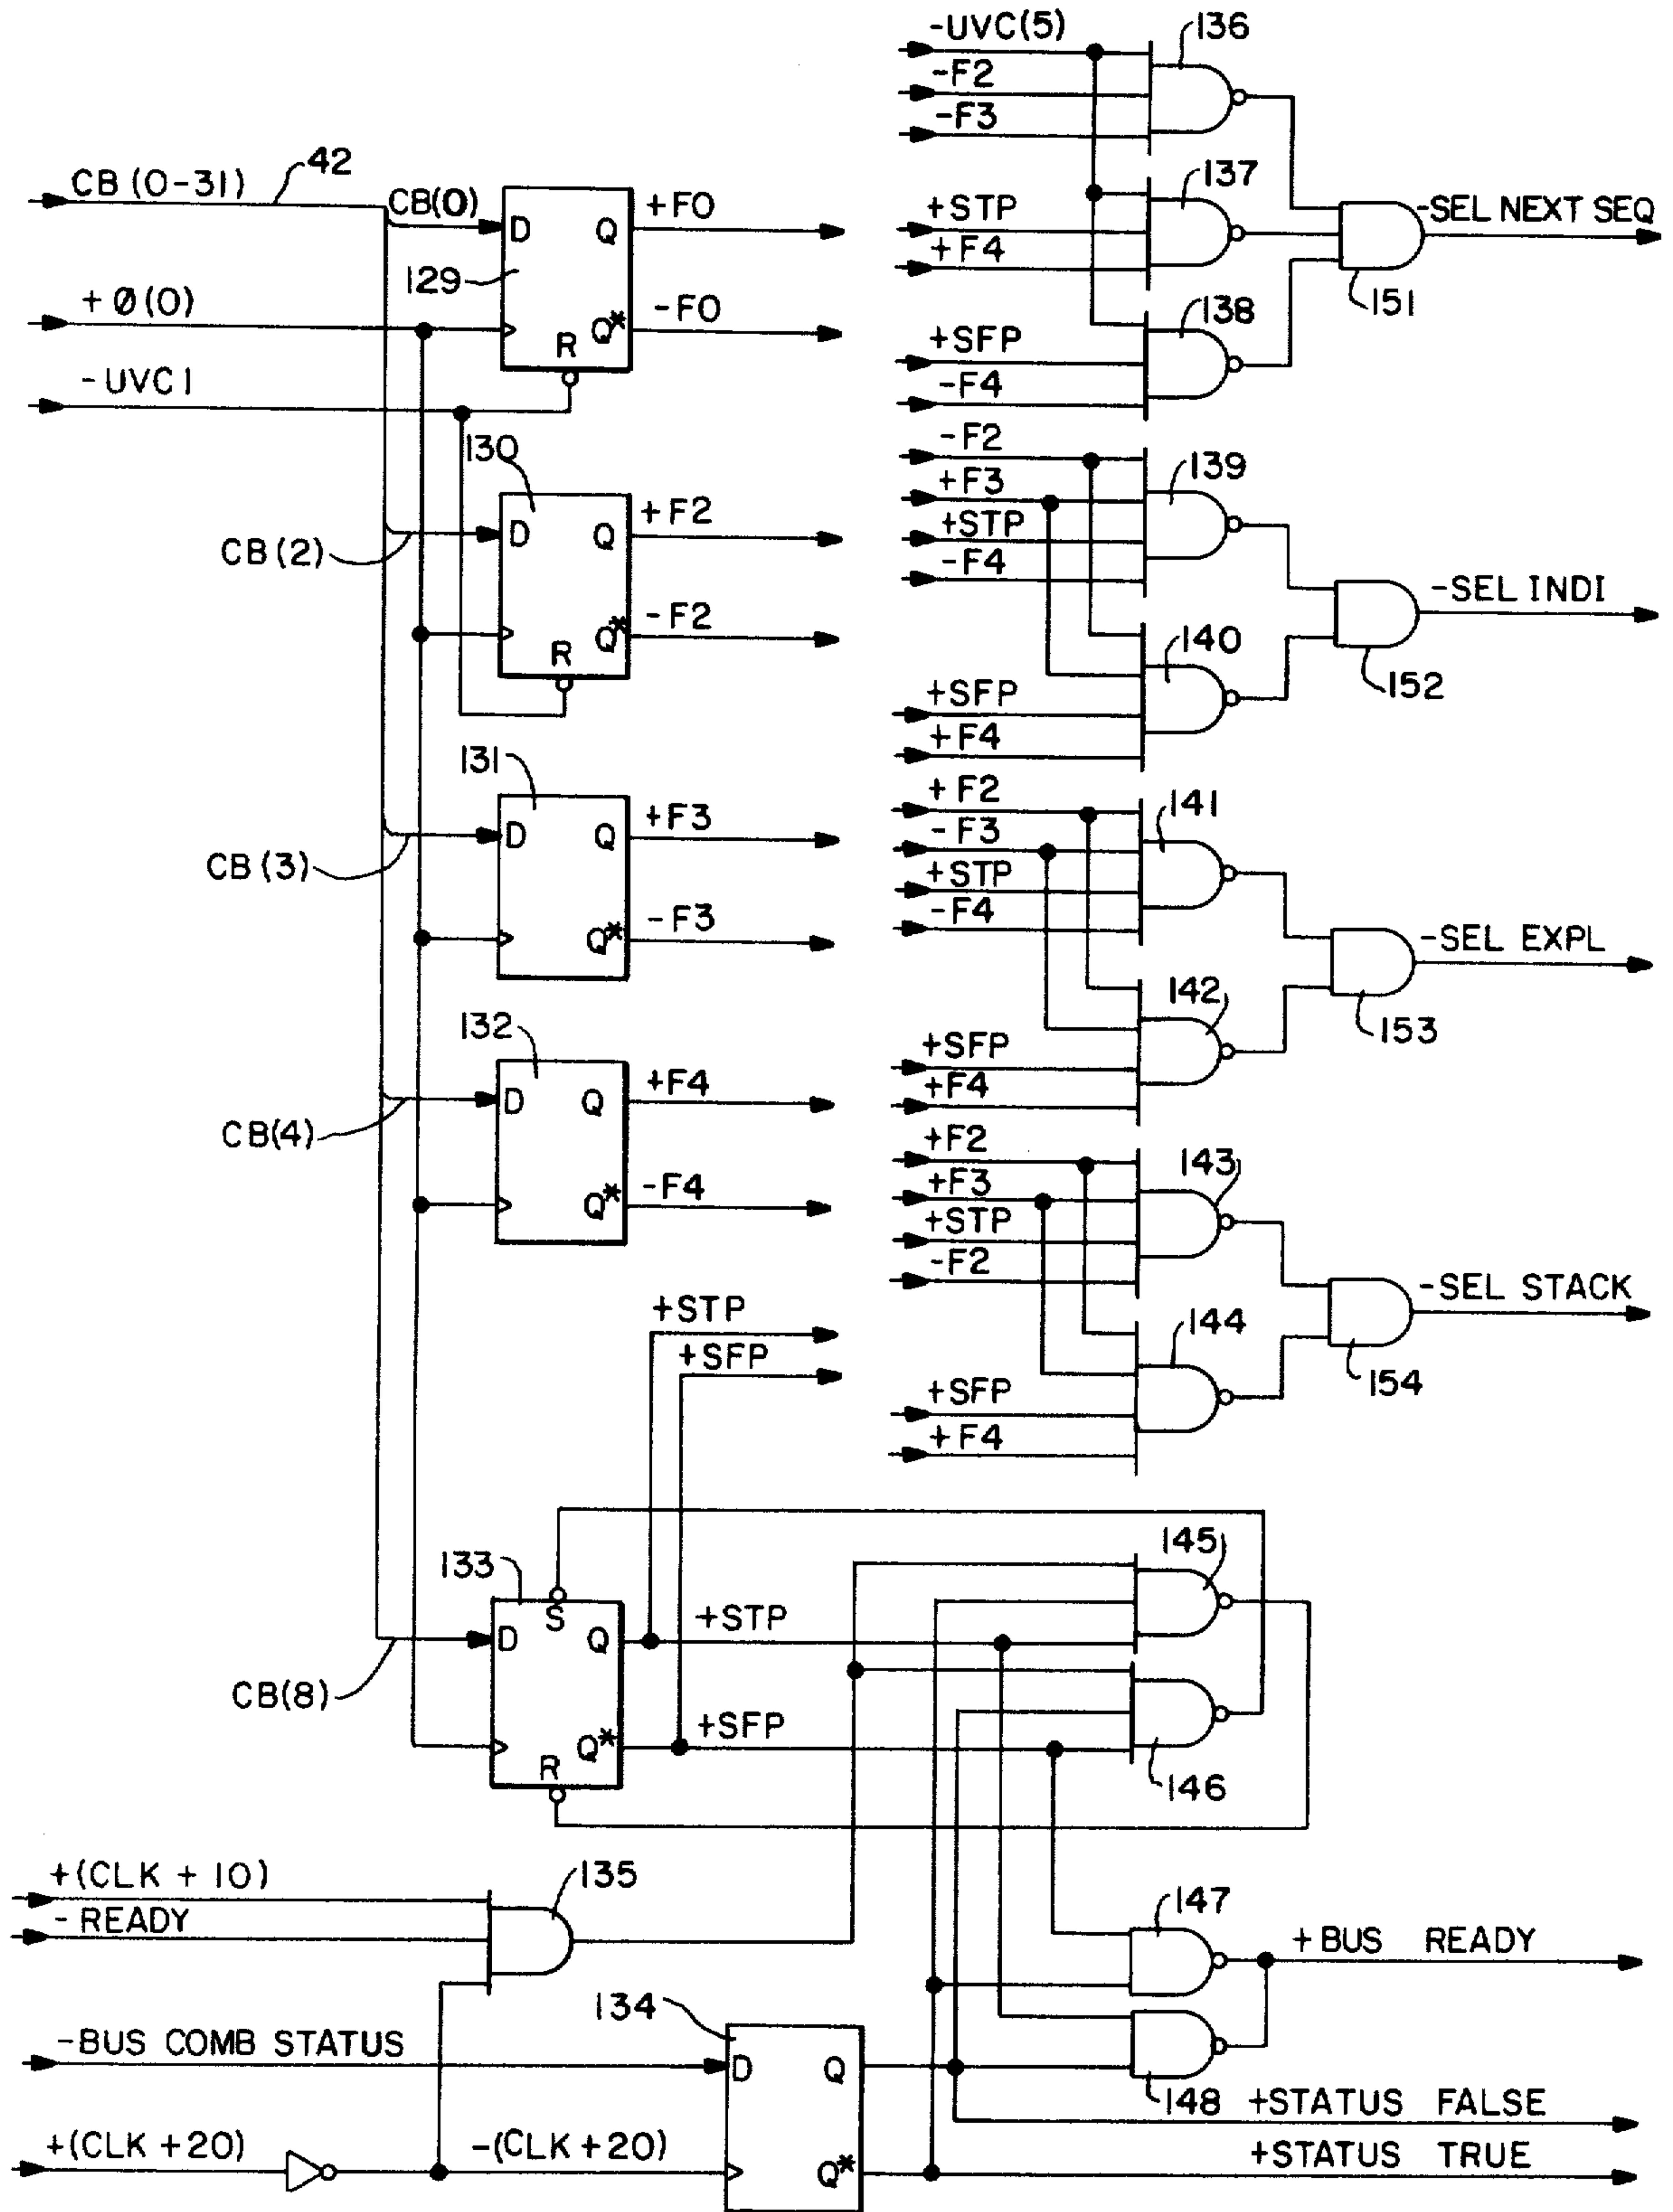 CB (0-31)
42
CB(0)
D
Q
+F0
129
+ Ø (0)
R
Q*
-F0
-UVC1
130
D
Q
+F2
CB (2)
R
Q*
-F2
131
D
Q
+F3
CB (3)
Q*
-F3
132
D
Q
+F4
CB(4)
Q*
-F4
+STP
+SFP
133
S
D
Q
+STP
CB(8)
R
Q*
+SFP
+(CLK + 10)
- READY
135
134
-BUS COMB STATUS
D
Q
+(CLK +20)
-(CLK +20)
Q*
-UVC(5)
-F2
-F3
136
+STP
+F4
137
+SFP
-F4
138
-SEL NEXT SEQ
151
-F2
+F3
+STP
-F4
139
140
+SFP
+F4
-SEL INDI
152
+F2
-F3
+STP
-F4
141
142
+SFP
+F4
-SEL EXPL
153
+F2
+F3
+STP
-F2
143
144
+SFP
+F4
-SEL STACK
154
145
146
147
+BUS READY
148
+STATUS FALSE
+STATUS TRUE